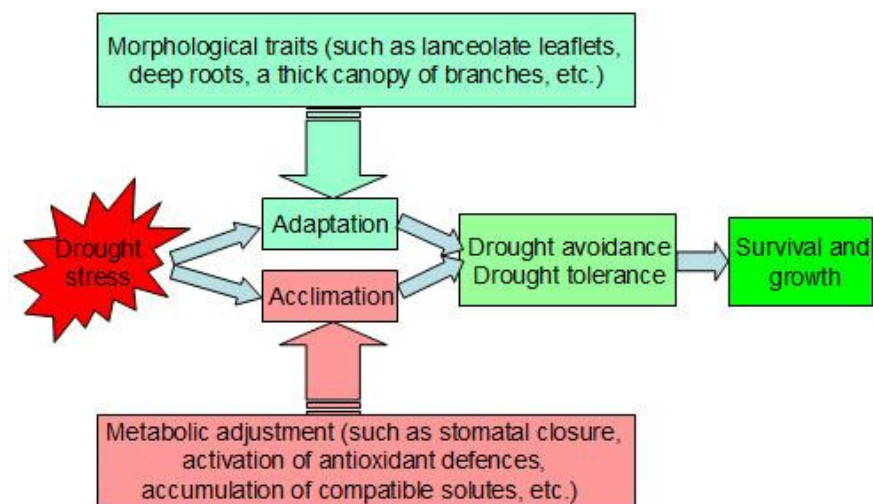 Morphological traits (such as lanceolate leaflets,
deep roots, a thick canopy of branches, etc.)
Drought
stress
Adaptation
Acclimation
Drought avoidance
Drought tolerance
Survival and
growth
Metabolic adjustment (such as stomatal closure,
activation of antioxidant defences,
accumulation of compatible solutes, etc.)